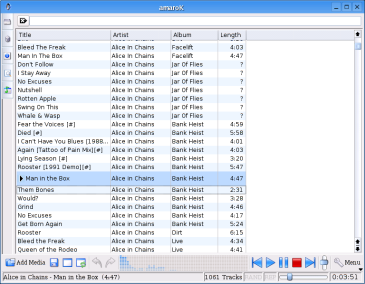 amaroK
Title Artist Album Length
Bleed The Freak Alice In Chains Facelift 4:03
Man In The Box Alice In Chains Facelift 4:47
Don't Follow Alice In Chains Jar Of Flies ?
I Stay Away Alice In Chains Jar Of Flies ?
No Excuses Alice In Chains Jar Of Flies ?
Nutshell Alice In Chains Jar Of Flies ?
Rotten Apple Alice In Chains Jar Of Flies ?
Swing On This Alice In Chains Jar Of Flies ?
Whale & Wasp Alice In Chains Jar Of Flies ?
Fear the Voices [#] Alice in Chains Bank Heist 4:59
Died [#] Alice in Chains Bank Heist 5:58
I Can't Have You Blues [1988... Alice in Chains Bank Heist 4:01
Again [Tattoo of Pain Mix][#] Alice in Chains Bank Heist 4:03
Lying Season [#] Alice in Chains Bank Heist 3:20
Rooster [1991 Demo][#] Alice in Chains Bank Heist 5:47
Man in the Box Alice in Chains Bank Heist 4:47
Them Bones Alice in Chains Bank Heist 2:31
Would? Alice in Chains Bank Heist 3:28
Grind Alice in Chains Bank Heist 4:46
No Excuses Alice in Chains Bank Heist 4:17
Get Born Again Alice in Chains Bank Heist 5:24
Rooster Alice in Chains Dirt 6:15
Bleed the Freak Alice in Chains Live 4:34
Queen of the Rodeo Alice in Chains Live 4:41
Add Media Menu
Alice in Chains - Man in the Box (4:47) 1061 Tracks 0:03:51